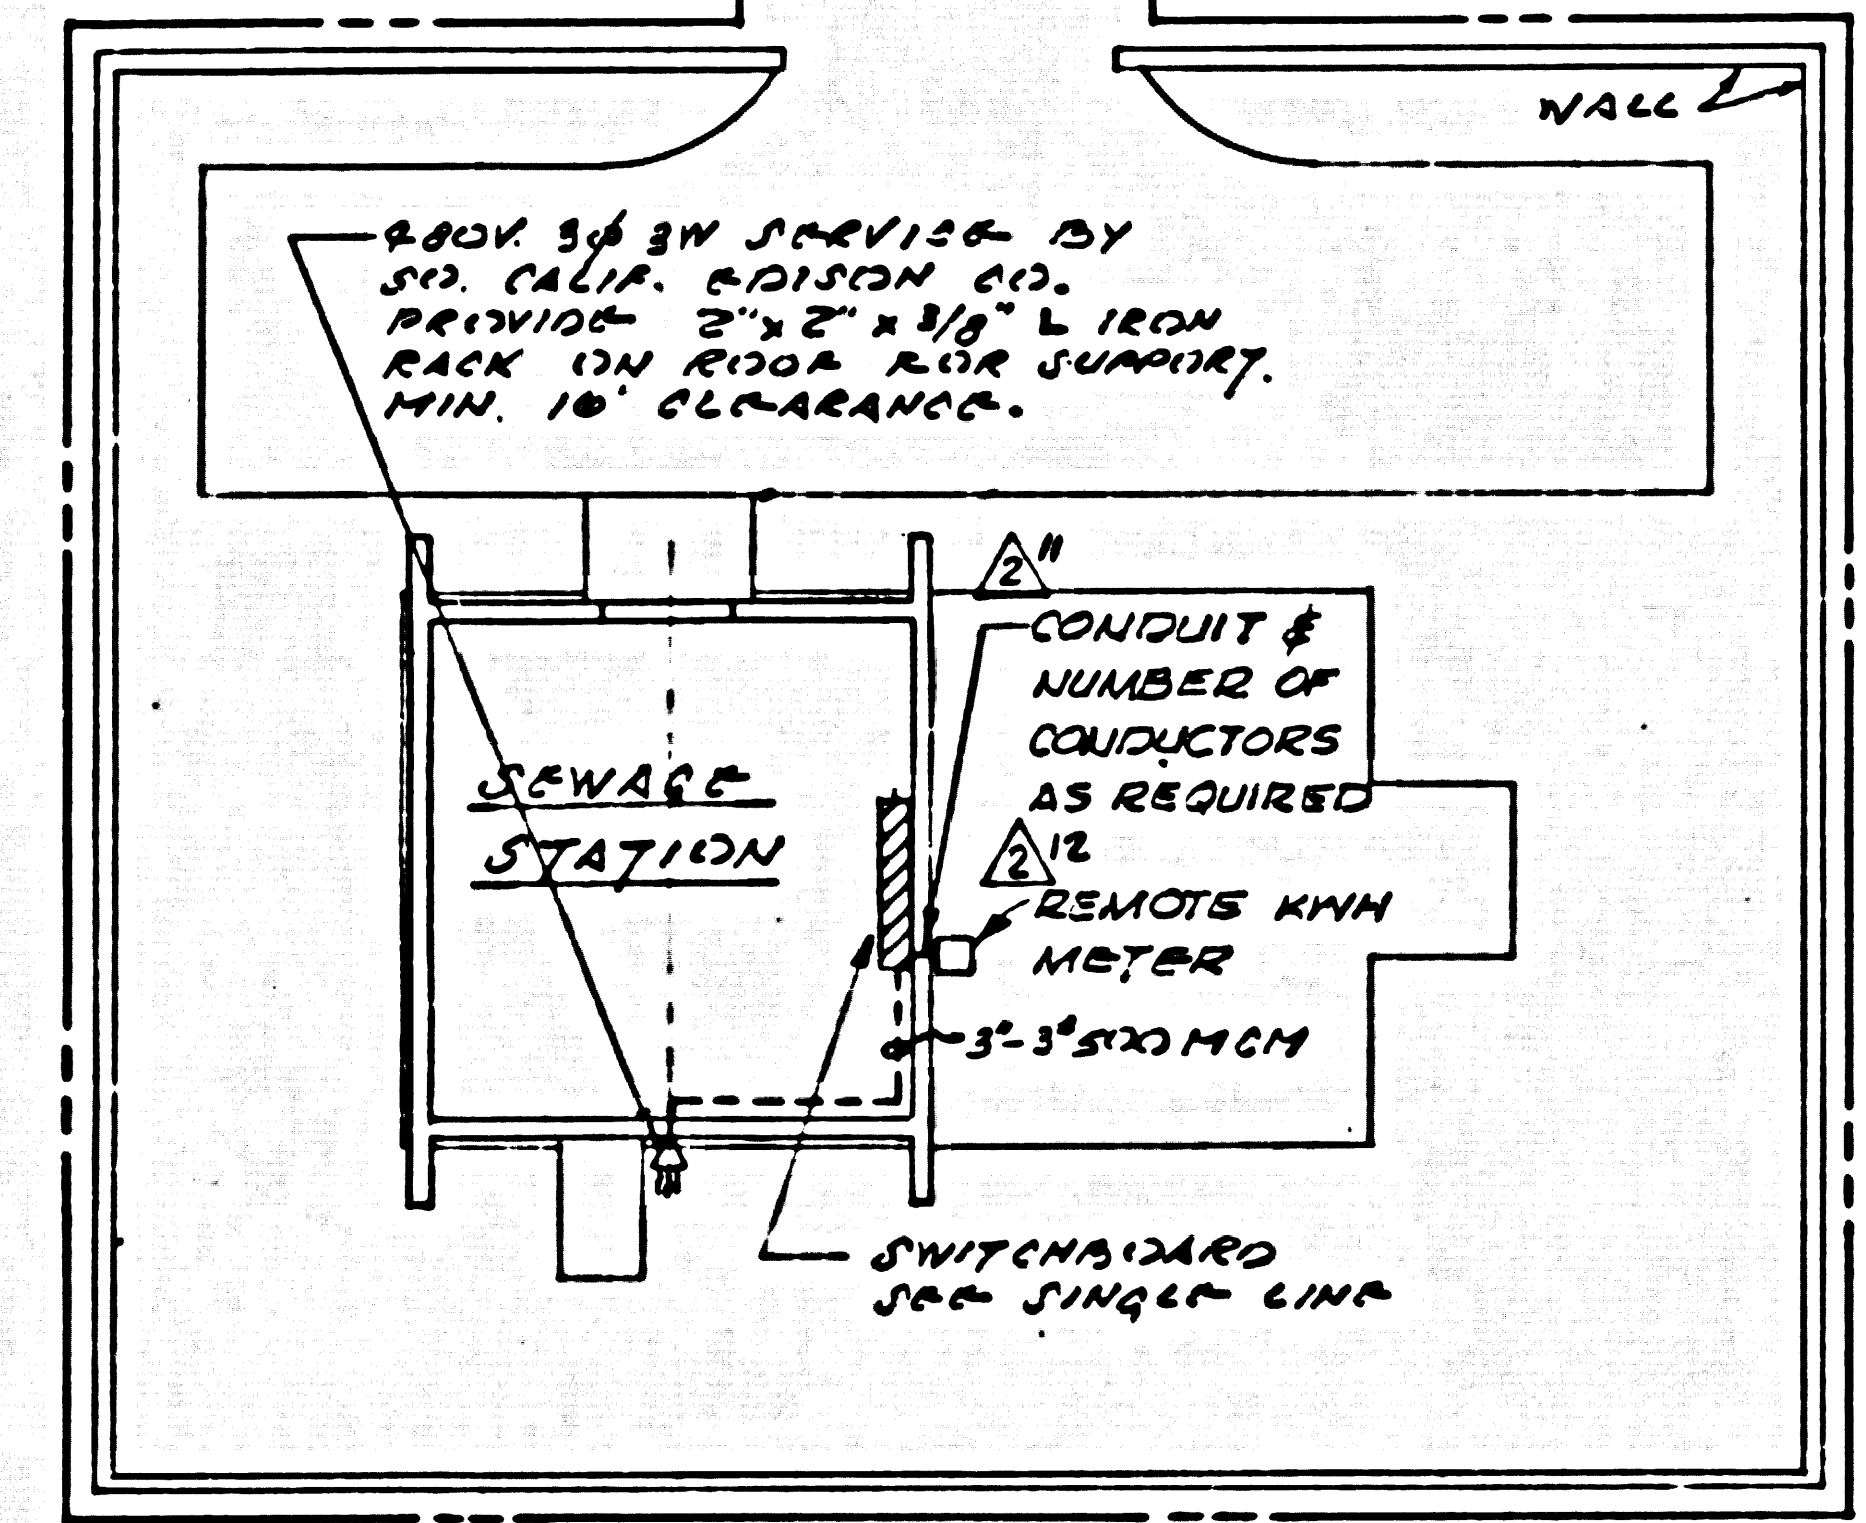 WALL
480V. 3ø 3W SERVICE BY
SO. CALIF. EDISON CO.
PROVIDE 2" x 2" x 3/8" L IRON
RACK ON ROOF FOR SUPPORT.
MIN. 10' CLEARANCE.
2 11
CONDUIT &
NUMBER OF
CONDUCTORS
AS REQUIRED
2 12
REMOTE KWH
METER
SEWAGE
STATION
3"-3#500 MCM
SWITCHBOARD
SEE SINGLE LINE